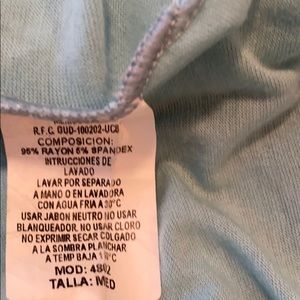 R.F.C. GUD-100202-UC8
COMPOSICION:
95% RAYON 5% SPANDEX
INTRUCCIONES DE
LAVADO
LAVAR POR SEPARADO
A MANO O EN LAVADORA
CON AGUA FRIA A 30°C
USAR JABON NEUTRO NO USAR
BLANQUEADOR, NO USAR CLORO
NO EXPRIMIR SECAR COLGADO
A LA SOMBRA PLANCHAR
A TEMP BAJA
MOD:
TALLA: MED